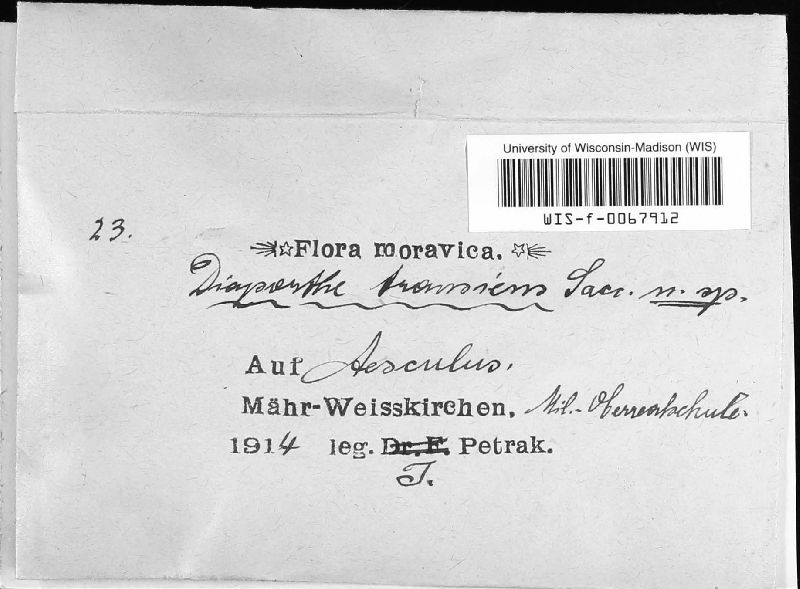 University of Wisconsin-Madison (WIS)
WIS-f-0067912
23.
Flora moravica.
Diaporthe transiens Sacc. n. sp.
Auf Aesculus.
Mähr-Weisskirchen, Mil.-Oberrealschule.
1914 leg. Dr. F. Petrak.
J.